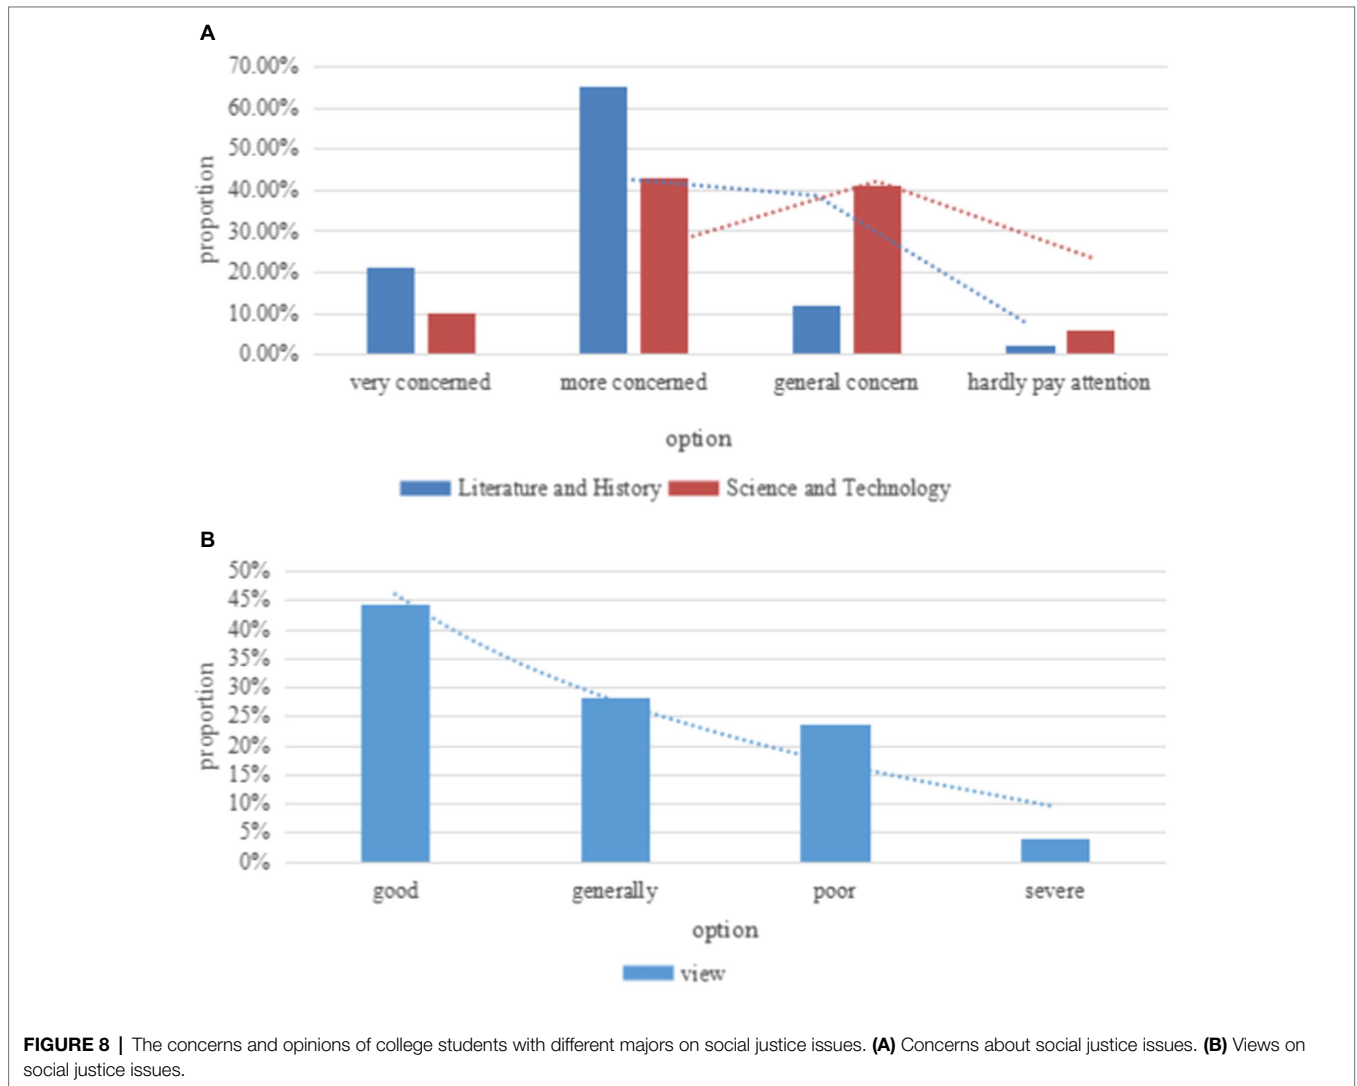 A
70.00%
60.00%
50.00%
40.00%
30.00%
20.00%
10.00%
0.00%
proportion
very concerned more concerned general concern hardly pay attention
option
Literature and History Science and Technology
B
50%
45%
40%
35%
30%
25%
20%
15%
10%
5%
0%
proportion
good generally poor severe
option
view
FIGURE 8 | The concerns and opinions of college students with different majors on social justice issues. (A) Concerns about social justice issues. (B) Views on
social justice issues.